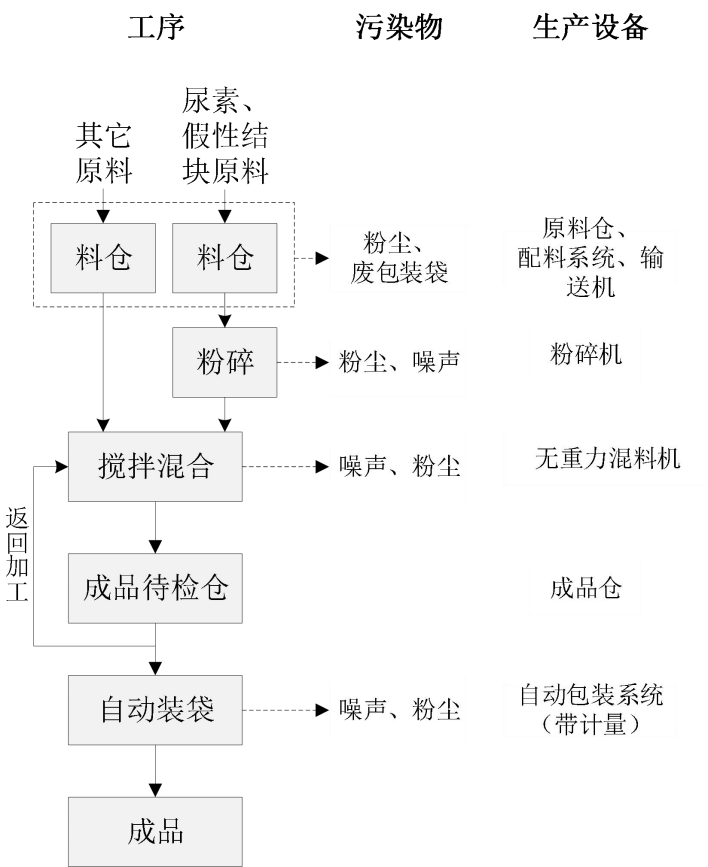 工序 污染物 生产设备
其它
原料
尿素、
假性结
块原料
料仓
料仓
粉尘、
废包装袋
原料仓、
配料系统、输
送机
粉碎
粉尘、噪声
粉碎机
搅拌混合
噪声、粉尘
无重力混料机
返回加工
成品待检仓
成品仓
自动装袋
噪声、粉尘
自动包装系统
（带计量）
成品